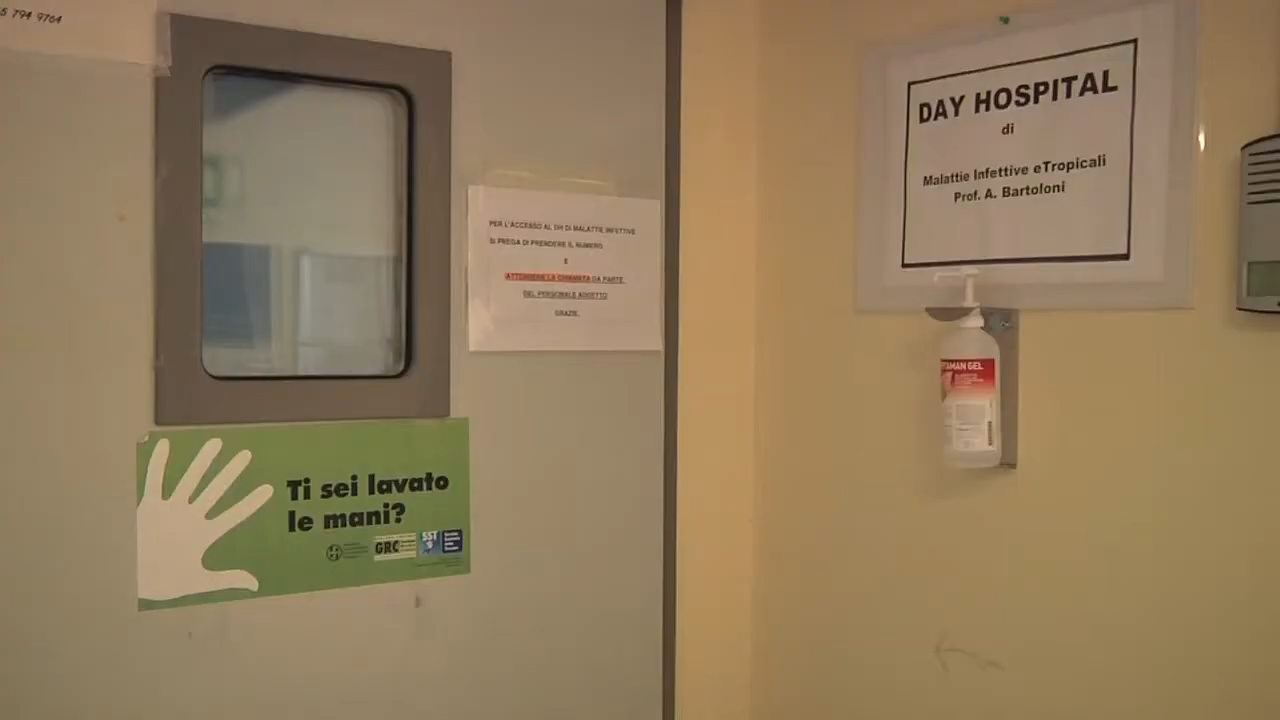 5 794 9764
DAY HOSPITAL
di
Malattie Infettive eTropicali
Prof. A. Bartoloni
PER L'ACCESSO AL DH DI MALATTIE INFETTIVE
SI PREGA DI PRENDERE IL NUMERO
E
ATTENDERE LA CHIAMATA DA PARTE
DEL PERSONALE ADDETTO
GRAZIE.
TAMAN GEL
Ti sei lavato
le mani?
GRC
SST